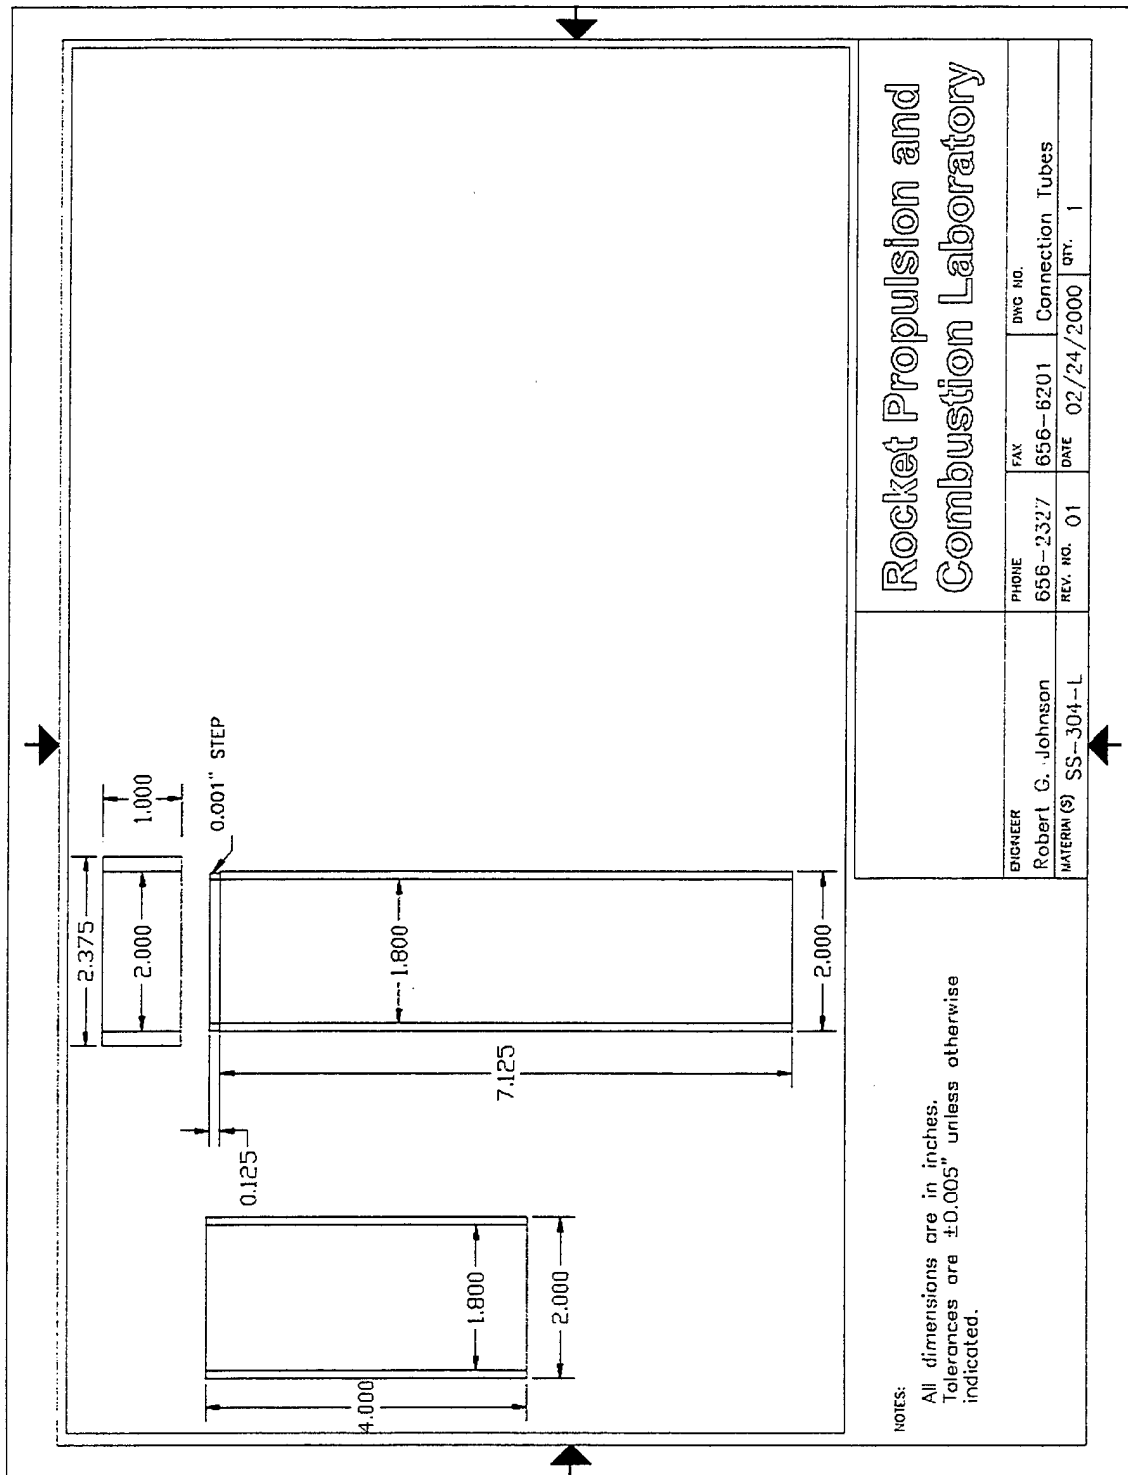 2.375
2.000
1.000
0.001" STEP
1.800
2.000
7.125
0.125
1.800
2.000
4.000
NOTES:
All dimensions are in inches.
Tolerances are ±0.005" unless otherwise
indicated.
Rocket Propulsion and
Combustion Laboratory
ENGINEER
Robert G. Johnson
PHONE
656-2327
FAX
656-6201
DWG NO.
Connection Tubes
MATERIAL(S) SS-304-L
REV. NO. 01
DATE 02/24/2000
QTY. 1